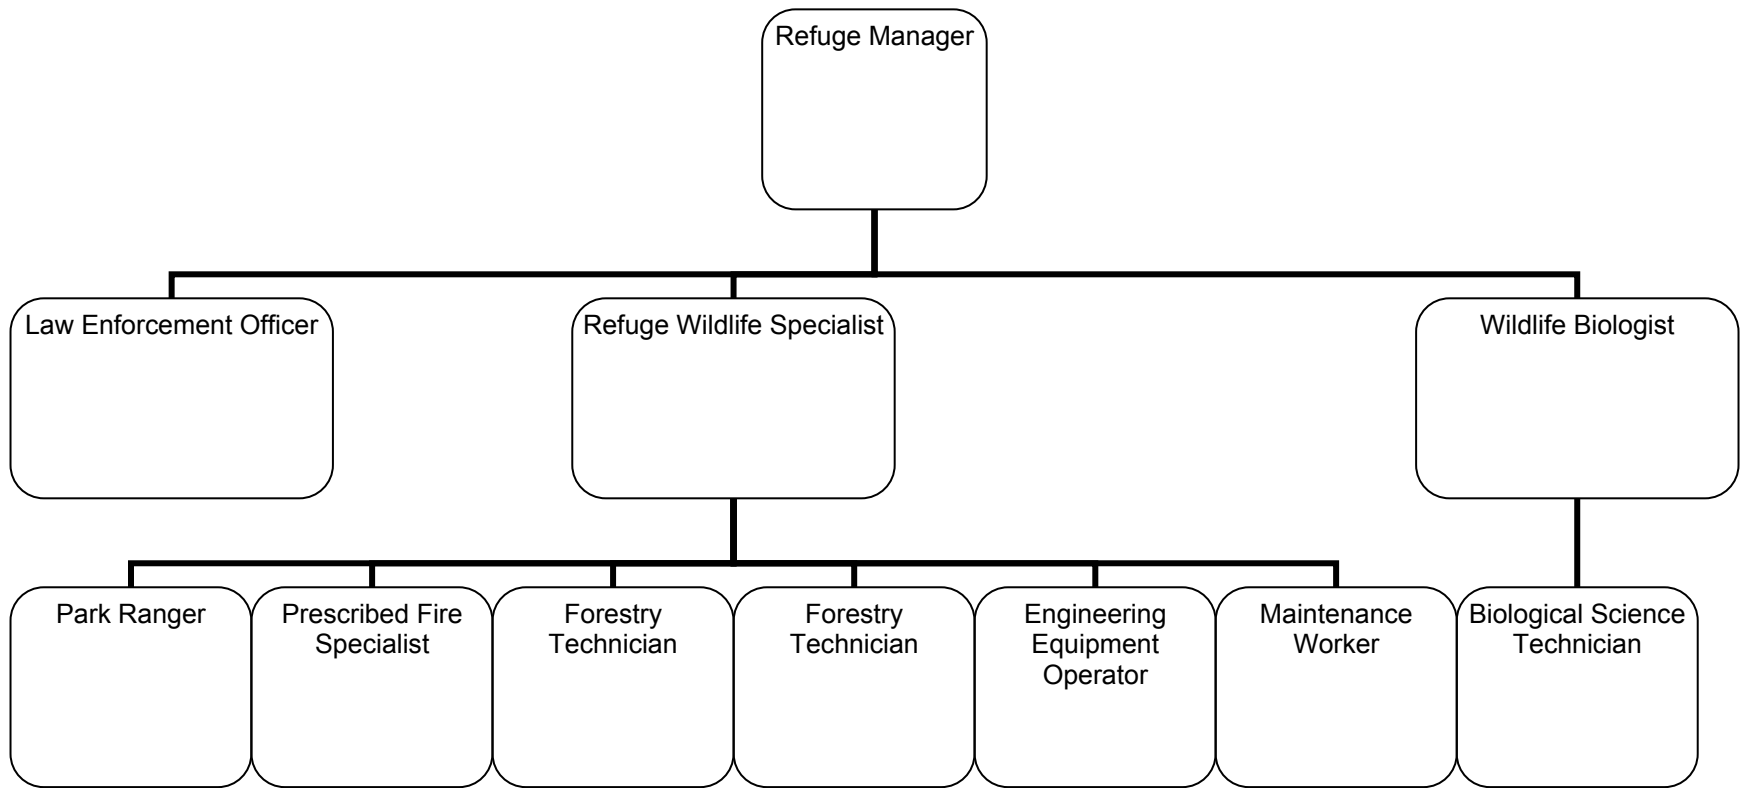 Refuge Manager
Law Enforcement Officer
Refuge Wildlife Specialist
Wildlife Biologist
Park Ranger
Prescribed Fire
Specialist
Forestry
Technician
Forestry
Technician
Engineering
Equipment
Operator
Maintenance
Worker
Biological Science
Technician